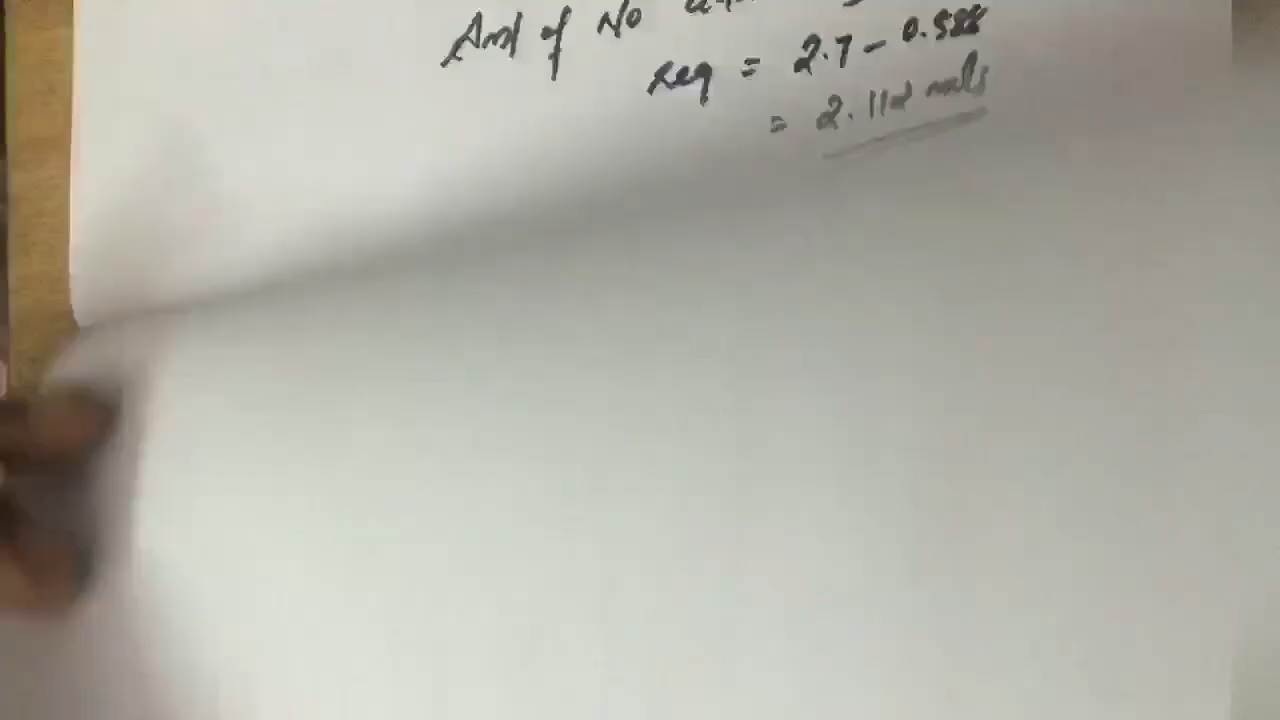 Amt of No
req = 2.7 - 0.588
= 2.112 mols